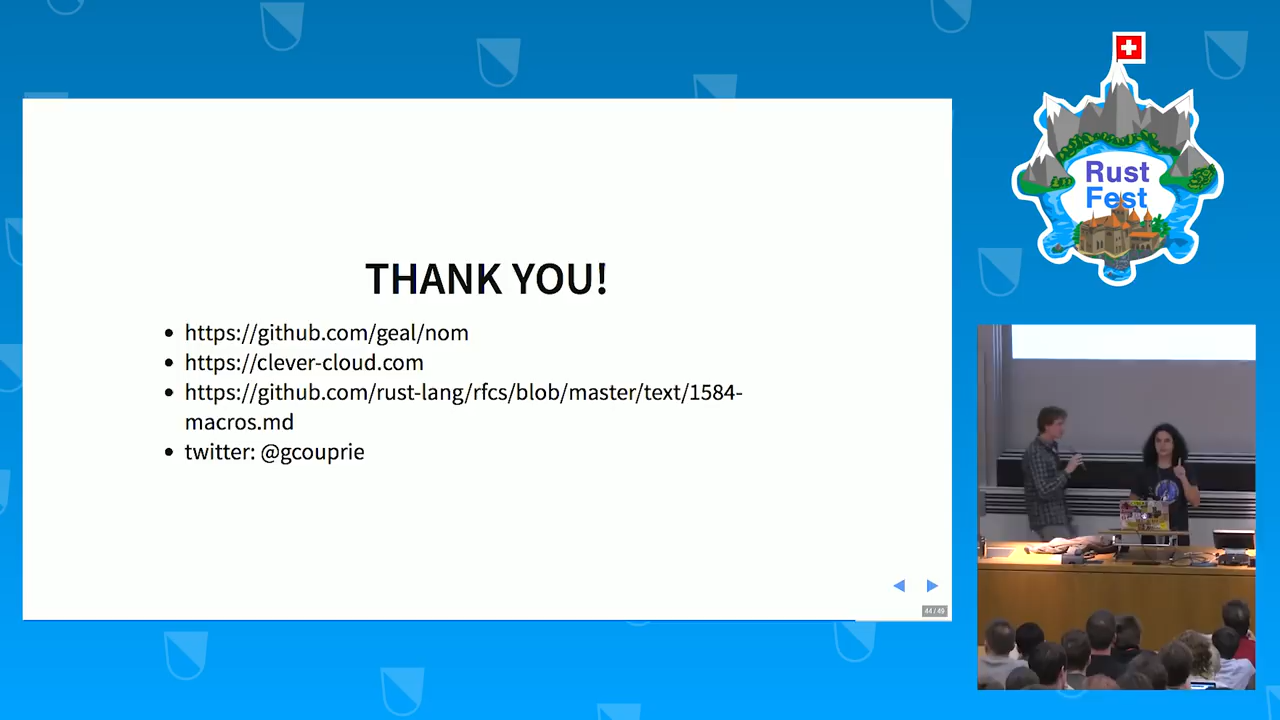 Rust
Fest
THANK YOU!
https://github.com/geal/nom
https://clever-cloud.com
https://github.com/rust-lang/rfcs/blob/master/text/1584-
macros.md
twitter: @gcouprie
44 / 49